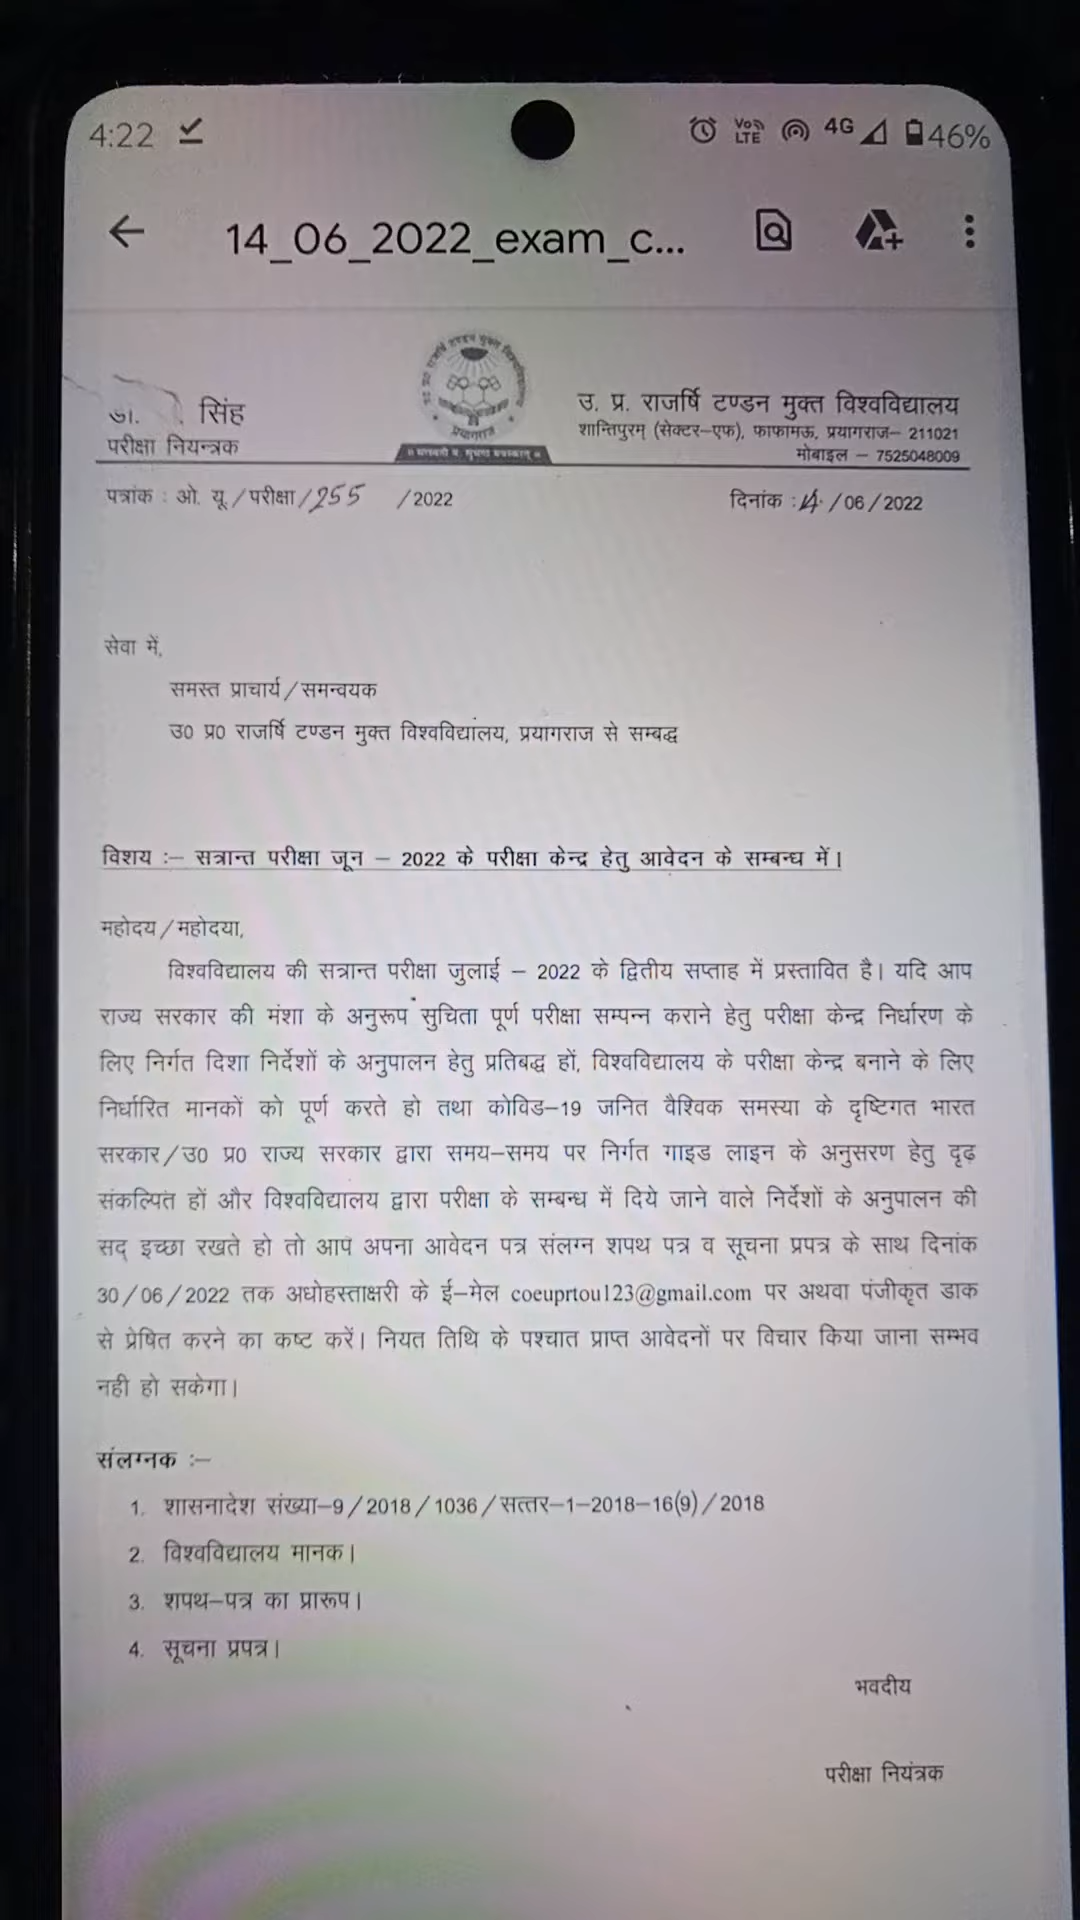 4:22
Vo))
LTE
4G
46%
14_06_2022_exam_c...
डा. सिंह
परीक्षा नियन्त्रक
प्रयागराज
उ. प्र. राजर्षि टण्डन मुक्त विश्वविद्यालय
शान्तिपुरम् (सेक्टर–एफ), फाफामऊ, प्रयागराज– 211021
मोबाइल – 7525048009
पत्रांक : ओ. यू./परीक्षा/255 /2022
दिनांक :14./06/2022
सेवा में,
समस्त प्राचार्य/समन्वयक
उ0 प्र0 राजर्षि टण्डन मुक्त विश्वविद्यालय, प्रयागराज से सम्बद्ध
विशय :– सत्रान्त परीक्षा जून – 2022 के परीक्षा केन्द्र हेतु आवेदन के सम्बन्ध में।
महोदय/महोदया,
विश्वविद्यालय की सत्रान्त परीक्षा जुलाई – 2022 के द्वितीय सप्ताह में प्रस्तावित है। यदि आप
राज्य सरकार की मंशा के अनुरूप सुचिता पूर्ण परीक्षा सम्पन्न कराने हेतु परीक्षा केन्द्र निर्धारण के
लिए निर्गत दिशा निर्देशों के अनुपालन हेतु प्रतिबद्ध हों, विश्वविद्यालय के परीक्षा केन्द्र बनाने के लिए
निर्धारित मानकों को पूर्ण करते हो तथा कोविड–19 जनित वैश्विक समस्या के दृष्टिगत भारत
सरकार/उ0 प्र0 राज्य सरकार द्वारा समय–समय पर निर्गत गाइड लाइन के अनुसरण हेतु दृढ़
संकल्पित हों और विश्वविद्यालय द्वारा परीक्षा के सम्बन्ध में दिये जाने वाले निर्देशों के अनुपालन की
सद् इच्छा रखते हो तो आप अपना आवेदन पत्र संलग्न शपथ पत्र व सूचना प्रपत्र के साथ दिनांक
30/06/2022 तक अधोहस्ताक्षरी के ई–मेल coeuprtou123@gmail.com पर अथवा पंजीकृत डाक
से प्रेषित करने का कष्ट करें। नियत तिथि के पश्चात प्राप्त आवेदनों पर विचार किया जाना सम्भव
नही हो सकेगा।
संलग्नक :–
1. शासनादेश संख्या–9/2018/1036/सत्तर–1–2018–16(9)/2018
2. विश्वविद्यालय मानक।
3. शपथ–पत्र का प्रारूप।
4. सूचना प्रपत्र।
भवदीय
परीक्षा नियंत्रक